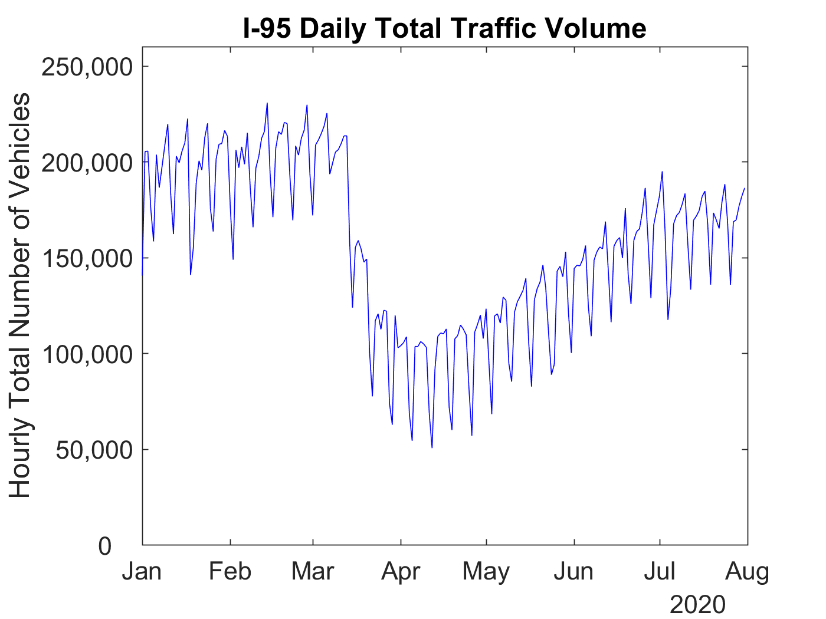 I-95 Daily Total Traffic Volume
Hourly Total Number of Vehicles
250,000
200,000
150,000
100,000
50,000
0
Jan Feb Mar Apr May Jun Jul Aug
2020